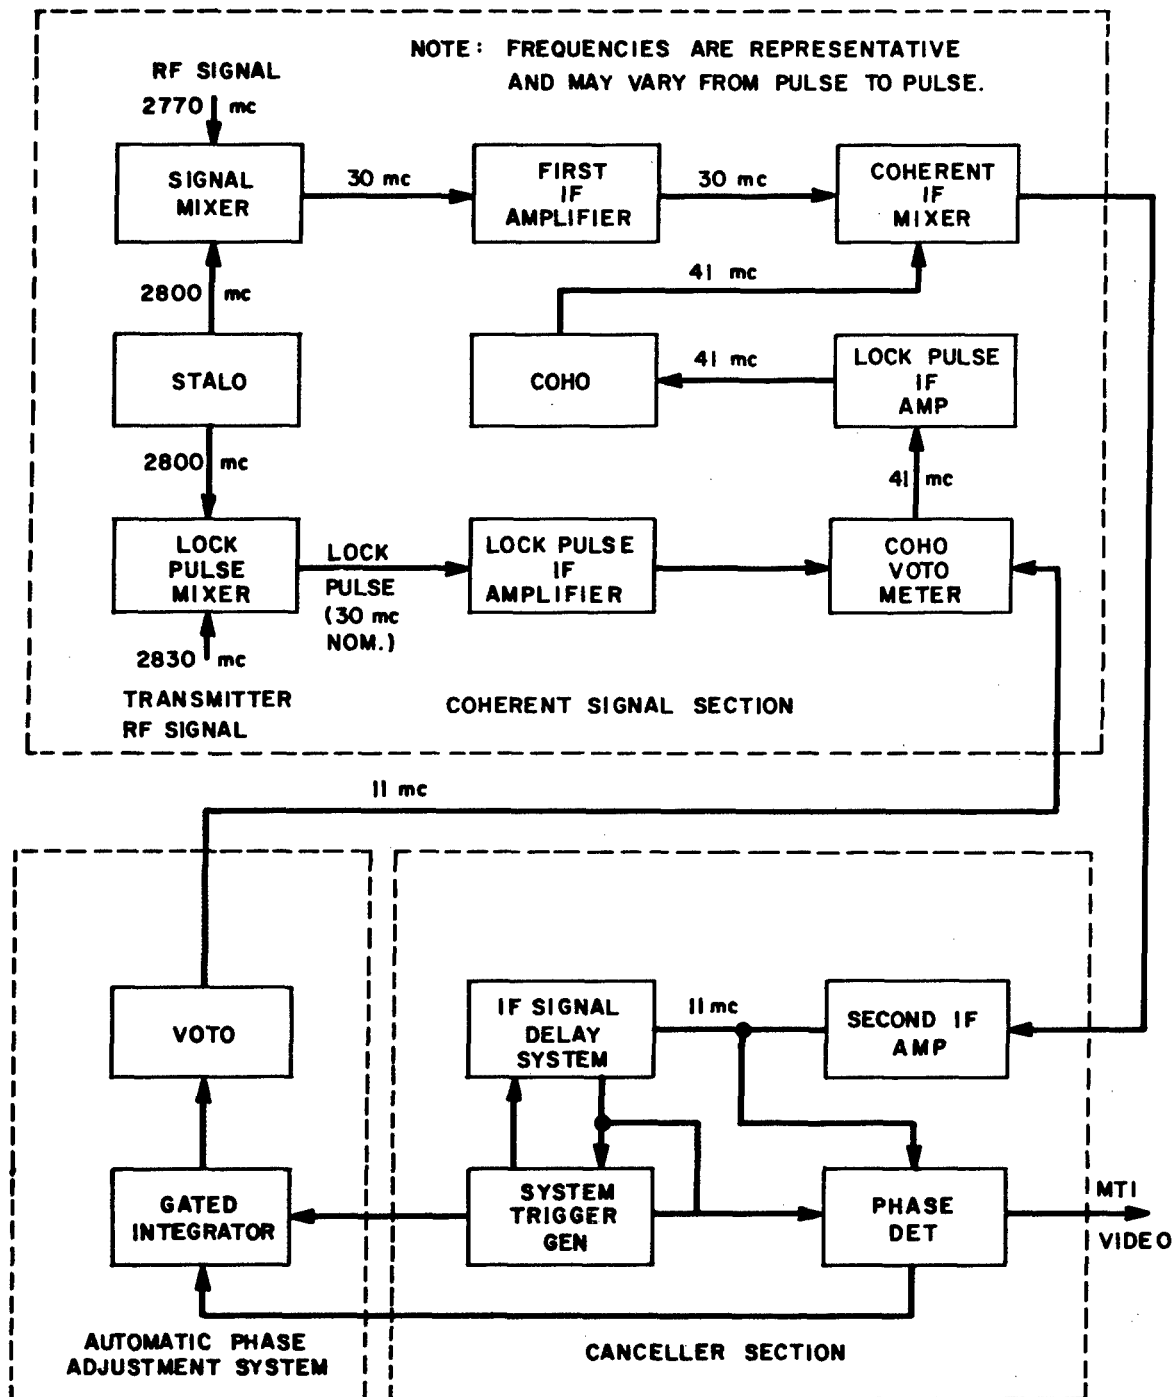 NOTE: FREQUENCIES ARE REPRESENTATIVE
AND MAY VARY FROM PULSE TO PULSE.
RF SIGNAL
2770 mc
SIGNAL
MIXER
30 mc
FIRST
IF
AMPLIFIER
30 mc
COHERENT
IF
MIXER
2800 mc
41 mc
STALO
COHO
41 mc
LOCK PULSE
IF
AMP
2800 mc
41 mc
LOCK
PULSE
MIXER
LOCK
PULSE
(30 mc
NOM.)
LOCK PULSE
IF
AMPLIFIER
COHO
VOTO
METER
2830 mc
TRANSMITTER
RF SIGNAL
COHERENT SIGNAL SECTION
11 mc
VOTO
IF SIGNAL
DELAY
SYSTEM
11 mc
SECOND IF
AMP
GATED
INTEGRATOR
SYSTEM
TRIGGER
GEN
PHASE
DET
MTI
VIDEO
AUTOMATIC PHASE
ADJUSTMENT SYSTEM
CANCELLER SECTION